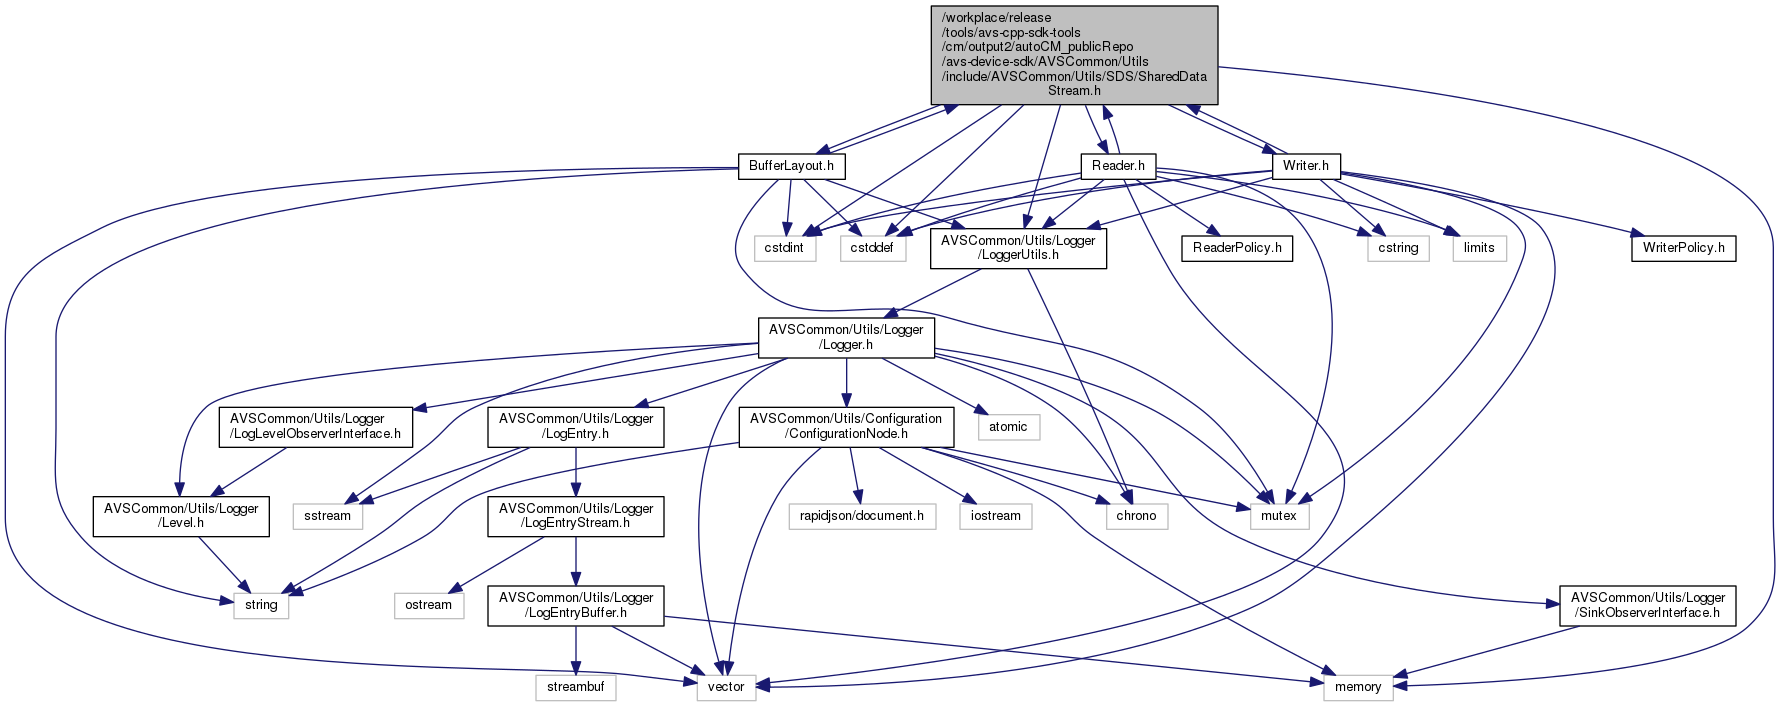 /workplace/release
/tools/avs-cpp-sdk-tools
/cm/output2/autoCM_publicRepo
/avs-device-sdk/AVSCommon/Utils
/include/AVSCommon/Utils/SDS/SharedData
Stream.h
BufferLayout.h
Reader.h
Writer.h
cstdint
cstddef
AVSCommon/Utils/Logger
/LoggerUtils.h
ReaderPolicy.h
cstring
limits
WriterPolicy.h
AVSCommon/Utils/Logger
/Logger.h
AVSCommon/Utils/Logger
/LogLevelObserverInterface.h
AVSCommon/Utils/Logger
/LogEntry.h
AVSCommon/Utils/Configuration
/ConfigurationNode.h
atomic
AVSCommon/Utils/Logger
/Level.h
sstream
AVSCommon/Utils/Logger
/LogEntryStream.h
rapidjson/document.h
iostream
chrono
mutex
string
ostream
AVSCommon/Utils/Logger
/LogEntryBuffer.h
AVSCommon/Utils/Logger
/SinkObserverInterface.h
streambuf
vector
memory